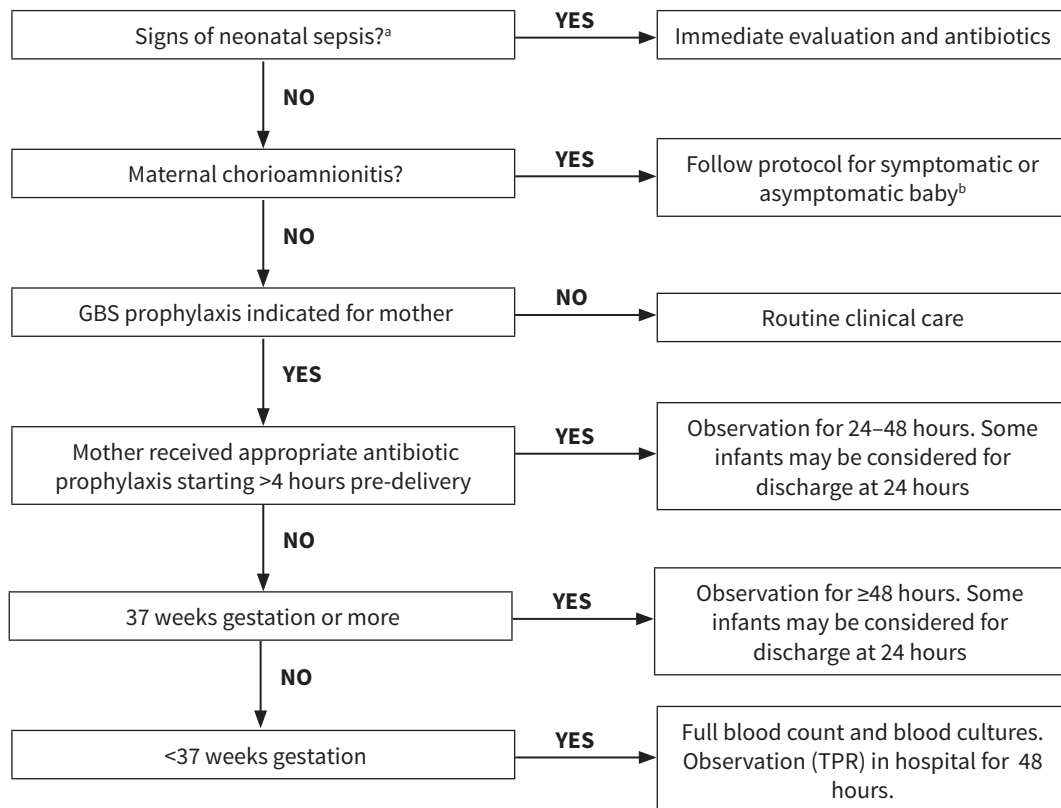 Signs of neonatal sepsis?ᵃ
YES
Immediate evaluation and antibiotics
NO
Maternal chorioamnionitis?
YES
Follow protocol for symptomatic or
asymptomatic babyᵇ
NO
GBS prophylaxis indicated for mother
NO
Routine clinical care
YES
Mother received appropriate antibiotic
prophylaxis starting >4 hours pre-delivery
YES
Observation for 24–48 hours. Some
infants may be considered for
discharge at 24 hours
NO
37 weeks gestation or more
YES
Observation for ≥48 hours. Some
infants may be considered for
discharge at 24 hours
NO
<37 weeks gestation
YES
Full blood count and blood cultures.
Observation (TPR) in hospital for 48
hours.